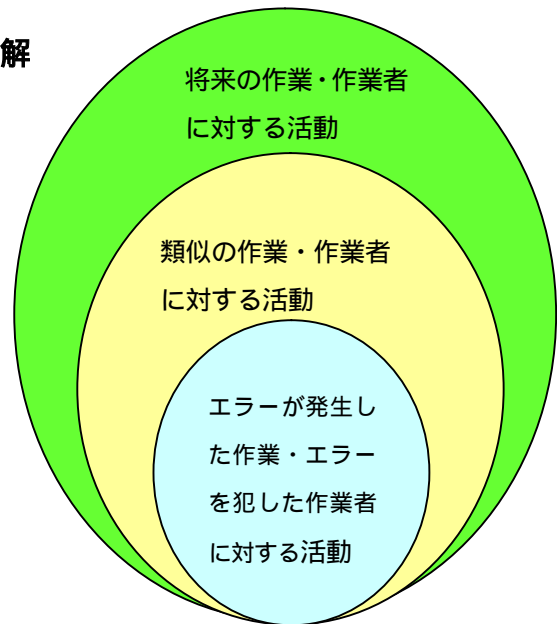 解
将来の作業・作業者
に対する活動
類似の作業・作業者
に対する活動
エラーが発生し
た作業・エラー
を犯した作業者
に対する活動